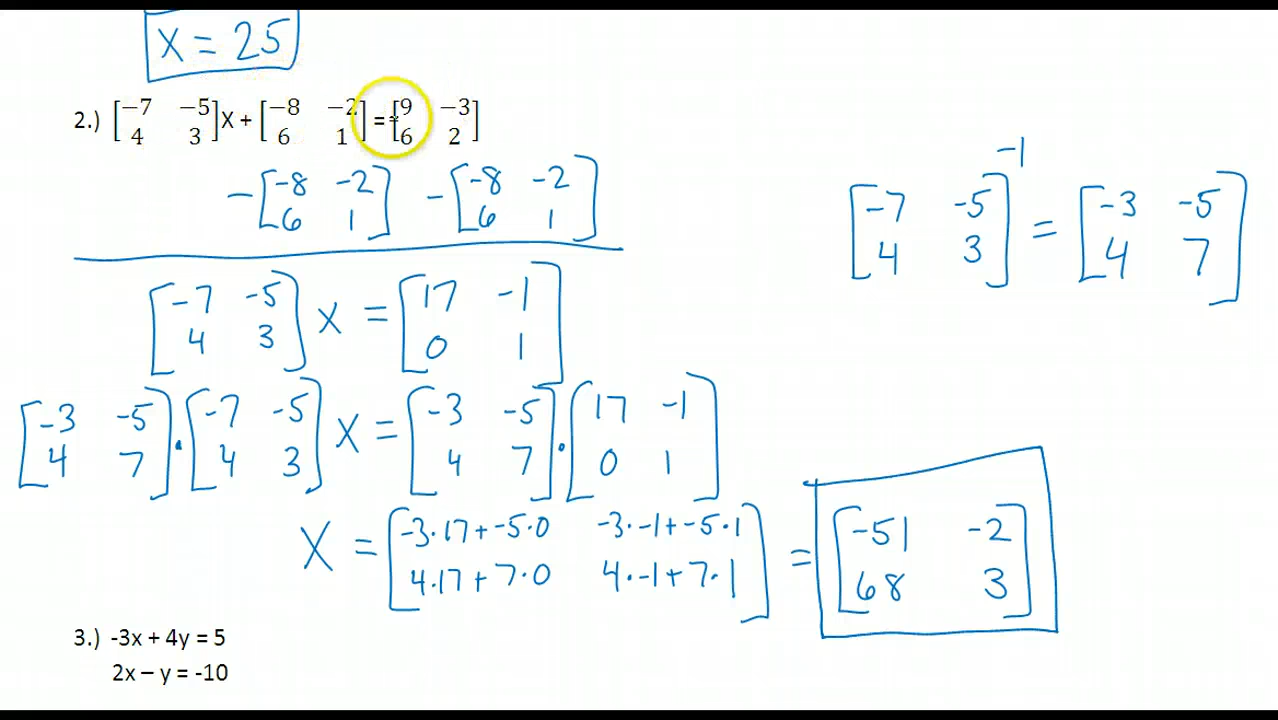 X = 25
2.) [−7 −5]X + [−8 −2] = [9 −3]
4 3 6 1 6 2
-1
−[-8 -2] −[-8 -2]
6 1 6 1
[-7 -5] = [-3 -5]
4 3 4 7
[-7 -5] X = [17 -1]
4 3 0 1
[-3 -5]·[-7 -5] X = [-3 -5]·[17 -1]
4 7 4 3 4 7 0 1
X = [-3·17+-5·0 -3·-1+-5·1] = [-51 -2]
4·17+7·0 4·-1+7·1 68 3
3.) -3x + 4y = 5
2x – y = -10